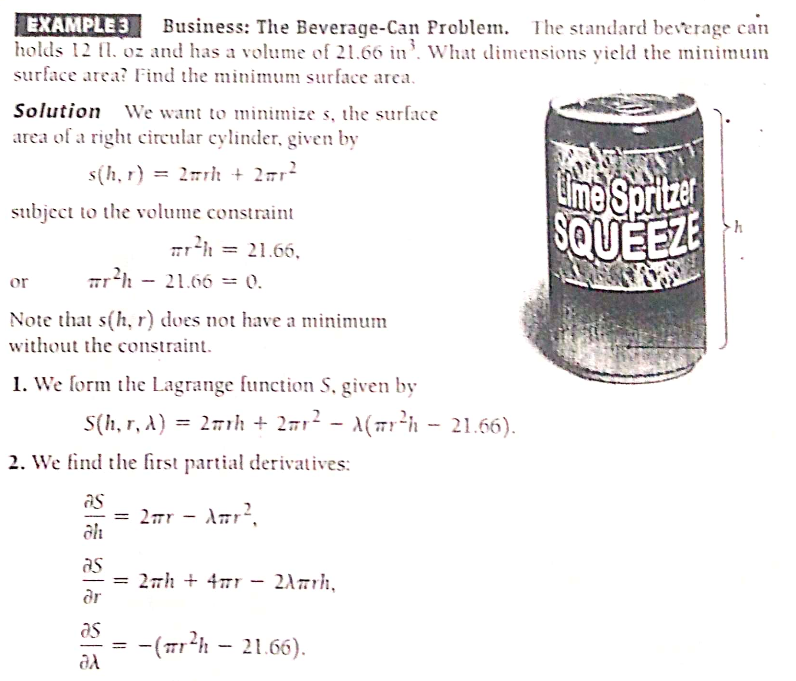 EXAMPLE 3 Business: The Beverage-Can Problem. The standard beverage can
holds 12 fl. oz and has a volume of 21.66 in³. What dimensions yield the minimum
surface area? Find the minimum surface area.
Solution We want to minimize s, the surface
area of a right circular cylinder, given by
s(h, r) = 2πrh + 2πr²
subject to the volume constraint
πr²h = 21.66,
or πr²h − 21.66 = 0.
Note that s(h, r) does not have a minimum
without the constraint.
Lime Spritzer
SQUEEZE
h
1. We form the Lagrange function S, given by
S(h, r, λ) = 2πrh + 2πr² − λ(πr²h − 21.66).
2. We find the first partial derivatives:
∂S/∂h = 2πr − λπr²,
∂S/∂r = 2πh + 4πr − 2λπrh,
∂S/∂λ = −(πr²h − 21.66).